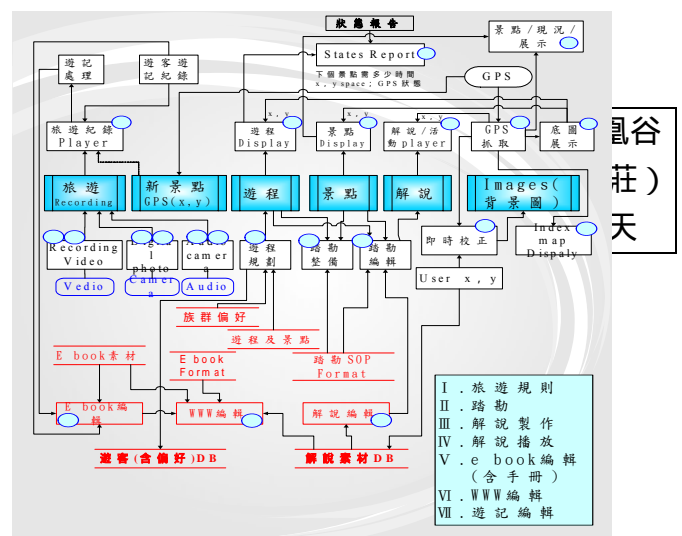 狀態報告
景點/現況/
展示
遊記
處理
遊客遊
記紀錄
States Report
下個景點需多少時間
x,yspace;GPS狀態
GPS
x,y
x,y
x,y
旅遊紀錄
Player
遊程
Display
景點
Display
解說/活
動player
GPS
抓取
底圖
展示
凰谷
莊)
天
旅遊
Recording
新景點
GPS(x,y)
遊程
景點
解說
Images(
背景圖)
Recording
Video
photo
camer
a
遊程
規劃
踏勘
整備
踏勘
編輯
即時校正
Index
map
Dispaly
Vedio
Camer
a
Audio
User x,y
族群偏好
遊程及景點
E book素材
E book
Format
踏勘SOP
Format
E book編
輯
WWW編輯
解說編輯
遊客(含偏好)DB
解說素材DB
Ⅰ.旅遊規則
Ⅱ.踏勘
Ⅲ.解說製作
Ⅳ.解說播放
Ⅴ.e book編輯
(含手冊)
Ⅵ.WWW編輯
Ⅶ.遊記編輯